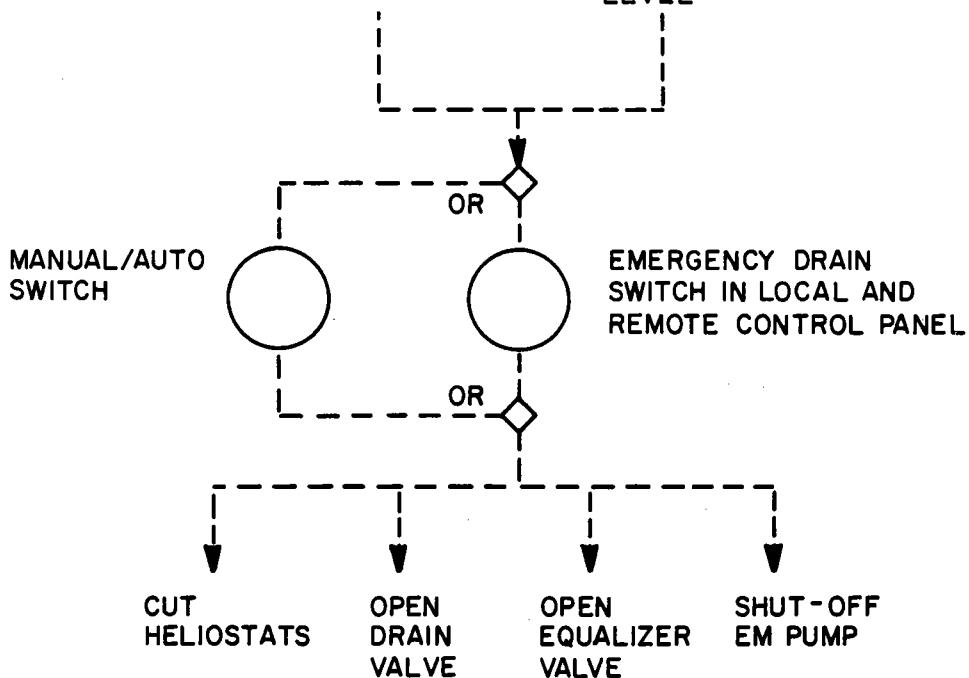 LEVEL
OR
MANUAL/AUTO
SWITCH
EMERGENCY DRAIN
SWITCH IN LOCAL AND
REMOTE CONTROL PANEL
OR
CUT
HELIOSTATS
OPEN
DRAIN
VALVE
OPEN
EQUALIZER
VALVE
SHUT-OFF
EM PUMP